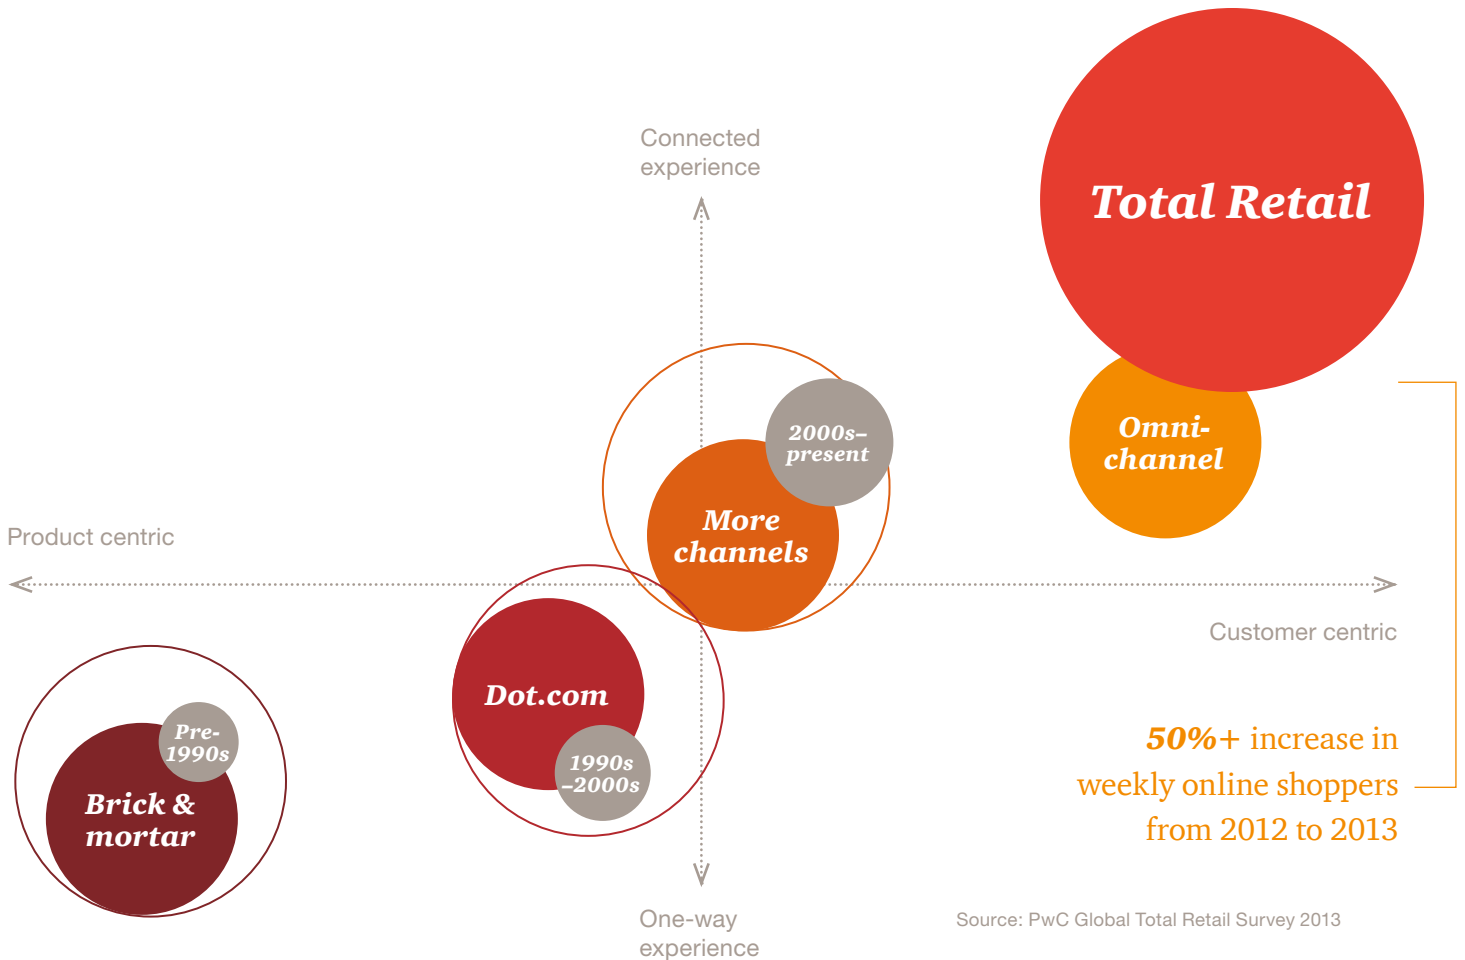 Connected
experience
Total Retail
2000s–
present
Omni-
channel
More
channels
Product centric
Customer centric
Dot.com
1990s
–2000s
Pre-
1990s
Brick &
mortar
50%+ increase in
weekly online shoppers
from 2012 to 2013
One-way
experience
Source: PwC Global Total Retail Survey 2013